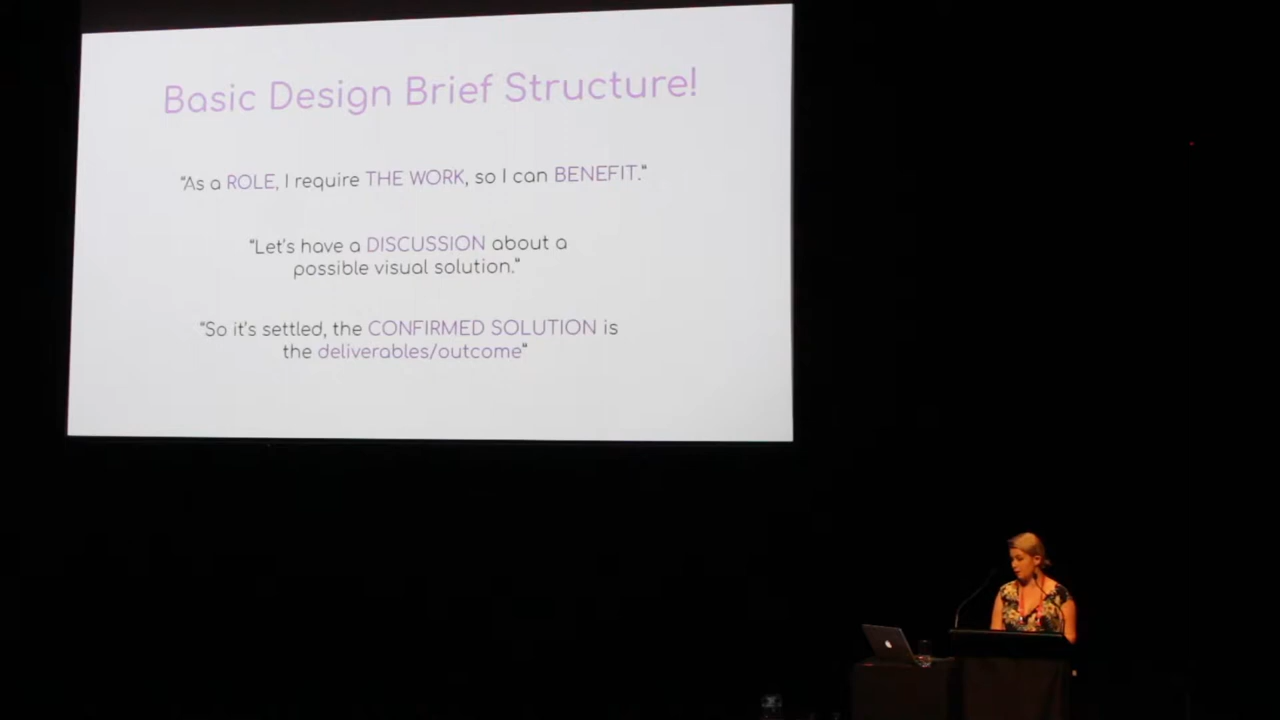 Basic Design Brief Structure!
“As a ROLE, I require THE WORK, so I can BENEFIT.“
“Let's have a DISCUSSION about a
possible visual solution.“
“So it's settled, the CONFIRMED SOLUTION is
the deliverables/outcome“